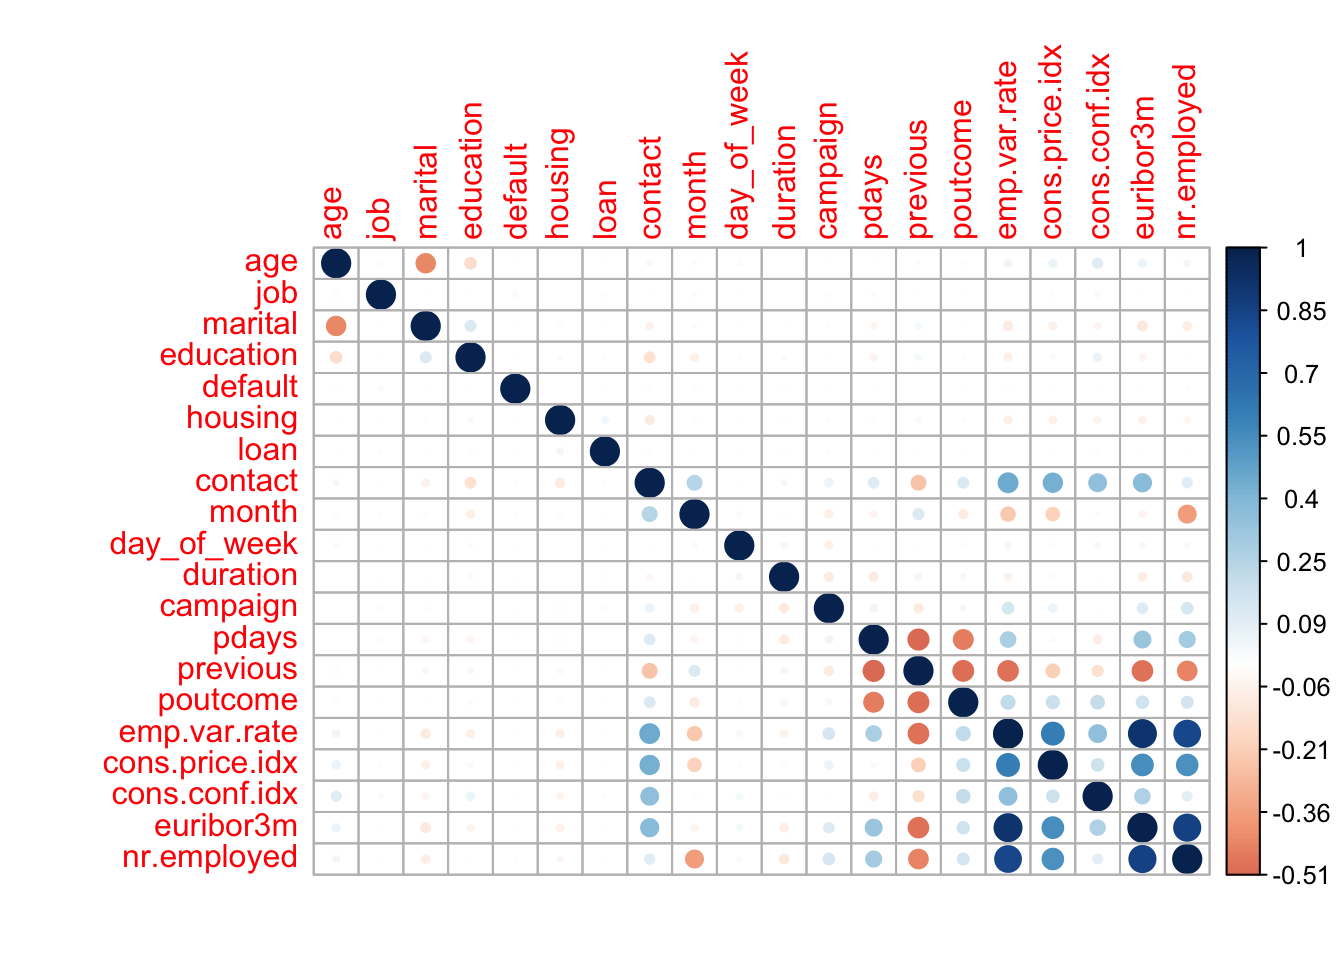 age
job
marital
education
default
housing
loan
contact
month
day_of_week
duration
campaign
pdays
previous
poutcome
emp.var.rate
cons.price.idx
cons.conf.idx
euribor3m
nr.employed
age
job
marital
education
default
housing
loan
contact
month
day_of_week
duration
campaign
pdays
previous
poutcome
emp.var.rate
cons.price.idx
cons.conf.idx
euribor3m
nr.employed
1
0.85
0.7
0.55
0.4
0.25
0.09
-0.06
-0.21
-0.36
-0.51